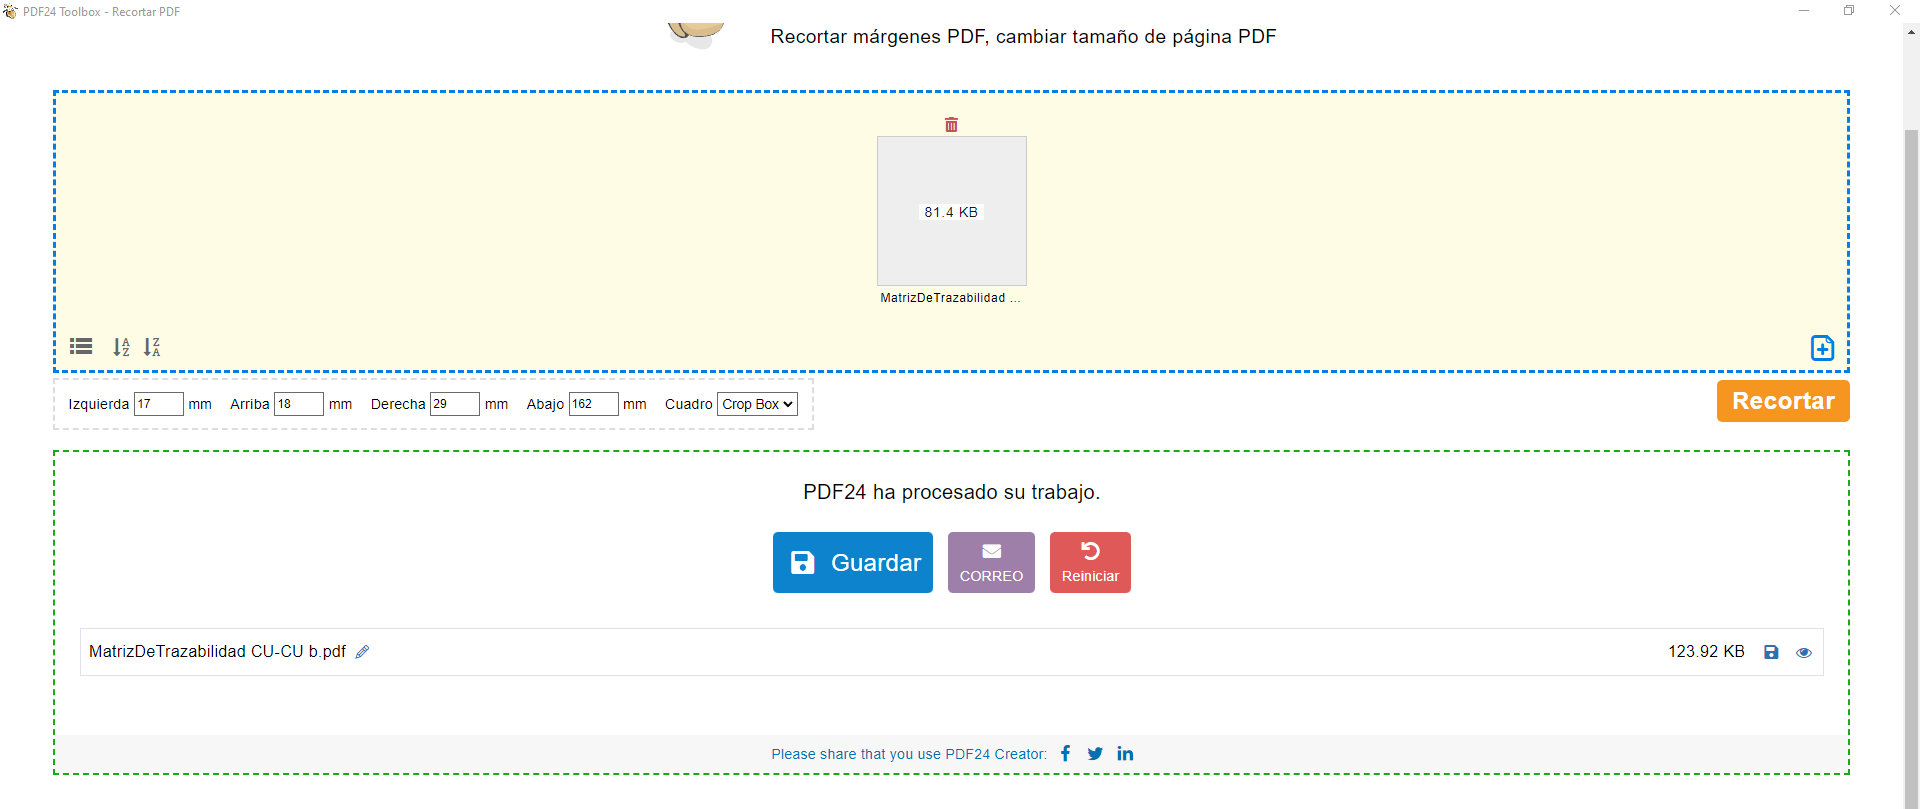 PDF24 Toolbox - Recortar PDF
Recortar márgenes PDF, cambiar tamaño de página PDF
81.4 KB
MatrizDeTrazabilidad ...
Izquierda 17 mm Arriba 18 mm Derecha 29 mm Abajo 162 mm Cuadro Crop Box
Recortar
PDF24 ha procesado su trabajo.
Guardar
CORREO
Reiniciar
MatrizDeTrazabilidad CU-CU b.pdf
123.92 KB
Please share that you use PDF24 Creator: